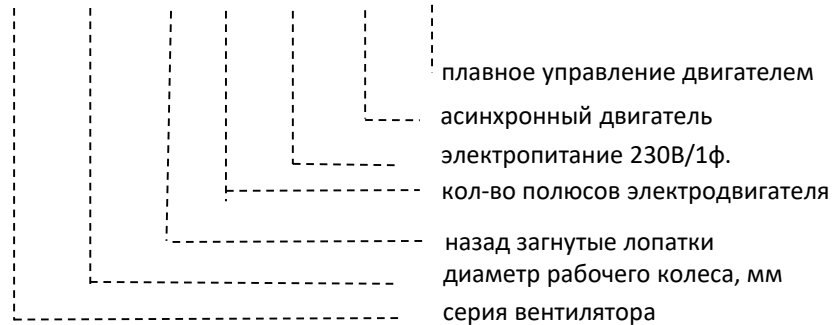 плавное управление двигателем
асинхронный двигатель
электропитание 230В/1ф.
кол-во полюсов электродвигателя
назад загнутые лопатки
диаметр рабочего колеса, мм
серия вентилятора